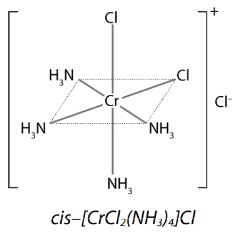 Cl
+
H₃N Cl
Cr Cl⁻
H₃N NH₃
NH₃
cis–[CrCl₂(NH₃)₄]Cl